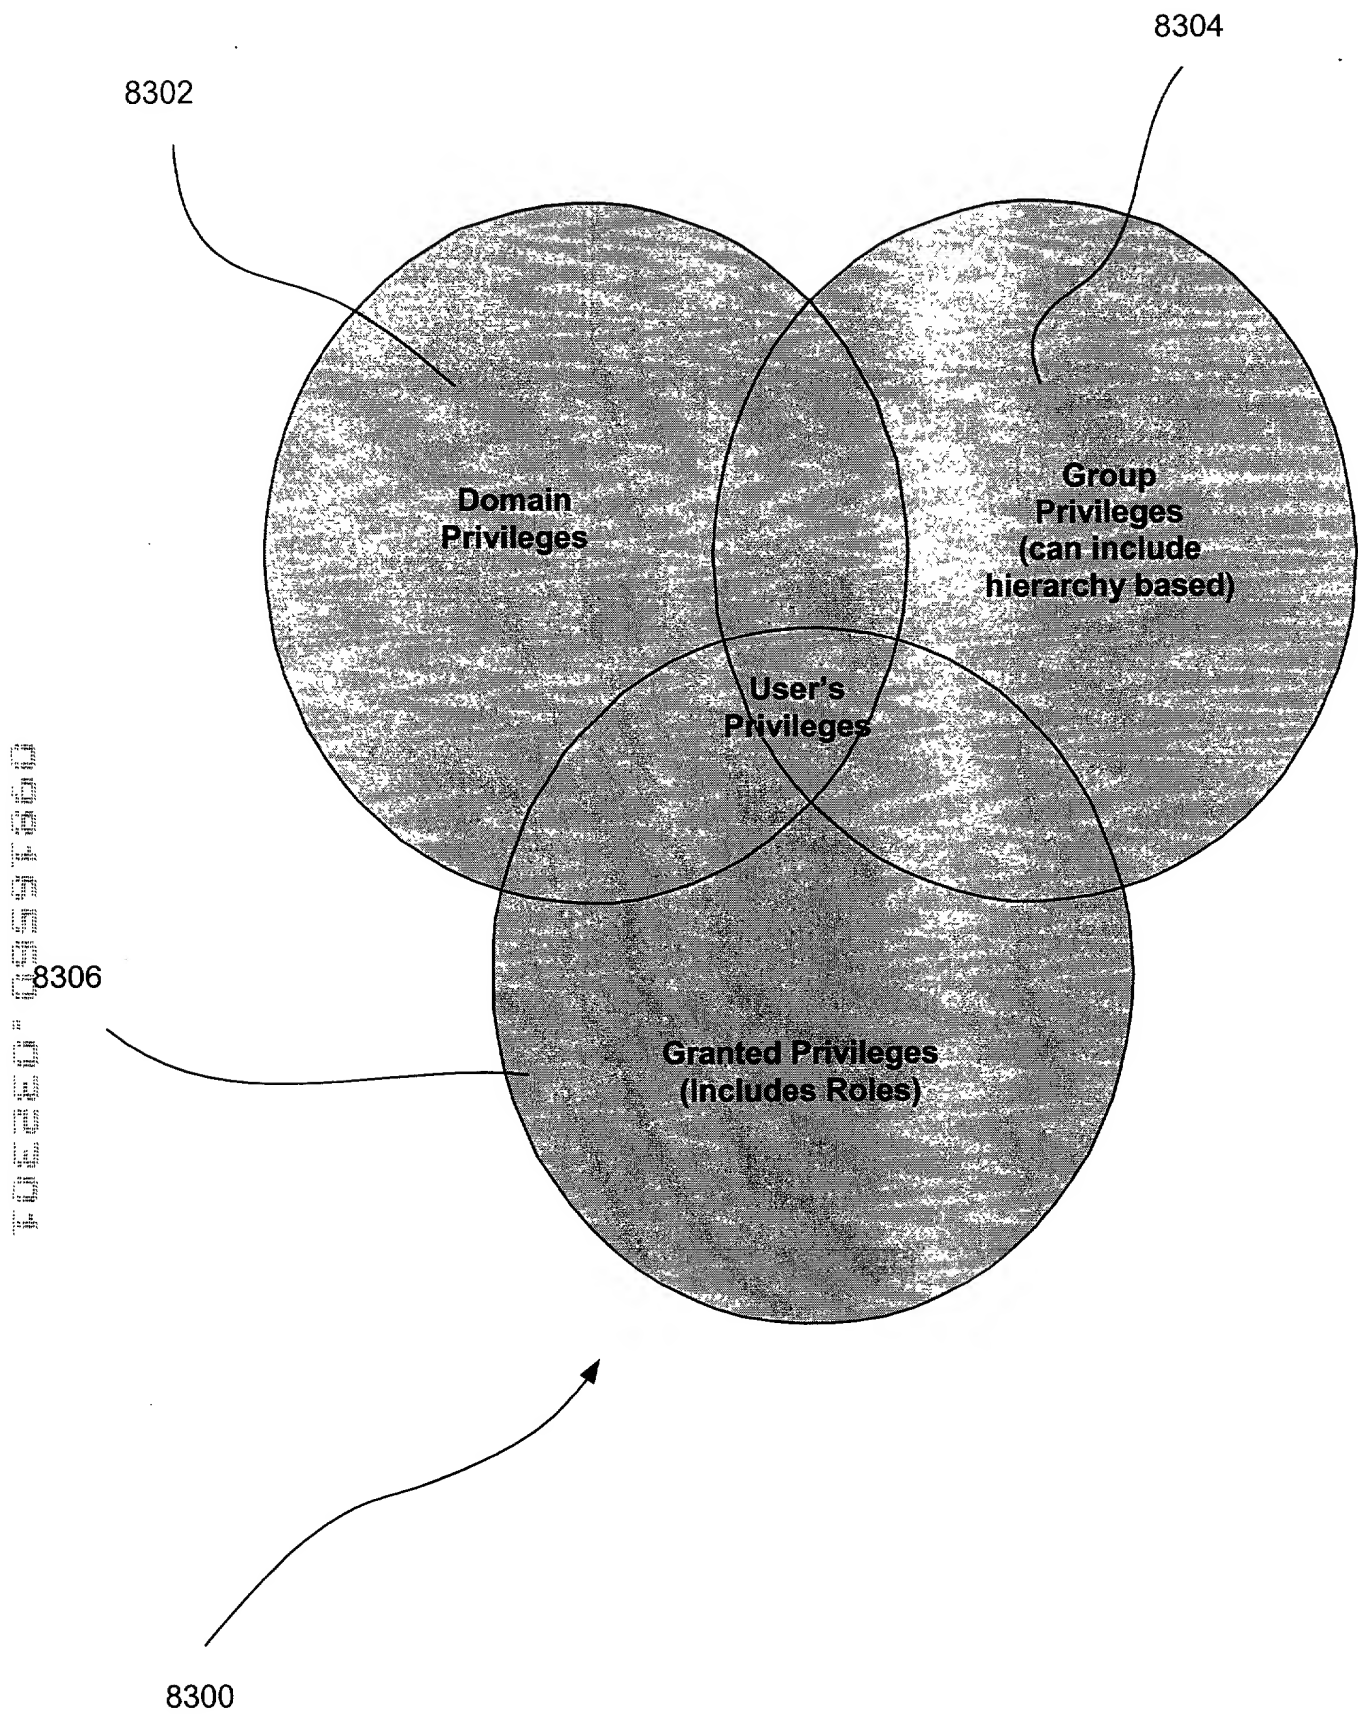 8304
8302
Domain
Privileges
Group
Privileges
(can include
hierarchy based)
User's
Privileges
8306
Granted Privileges
(Includes Roles)
8300